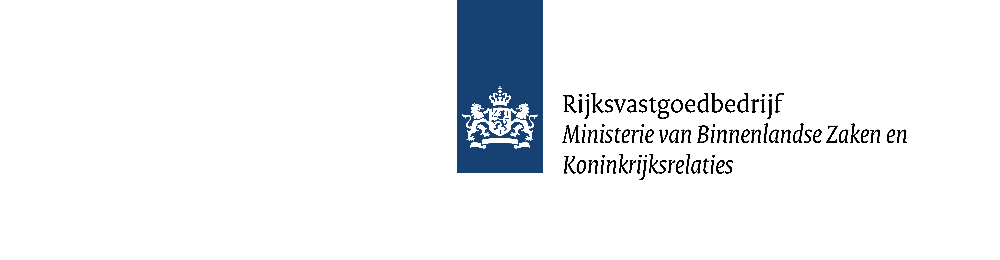 Rijksvastgoedbedrijf
Ministerie van Binnenlandse Zaken en
Koninkrijksrelaties